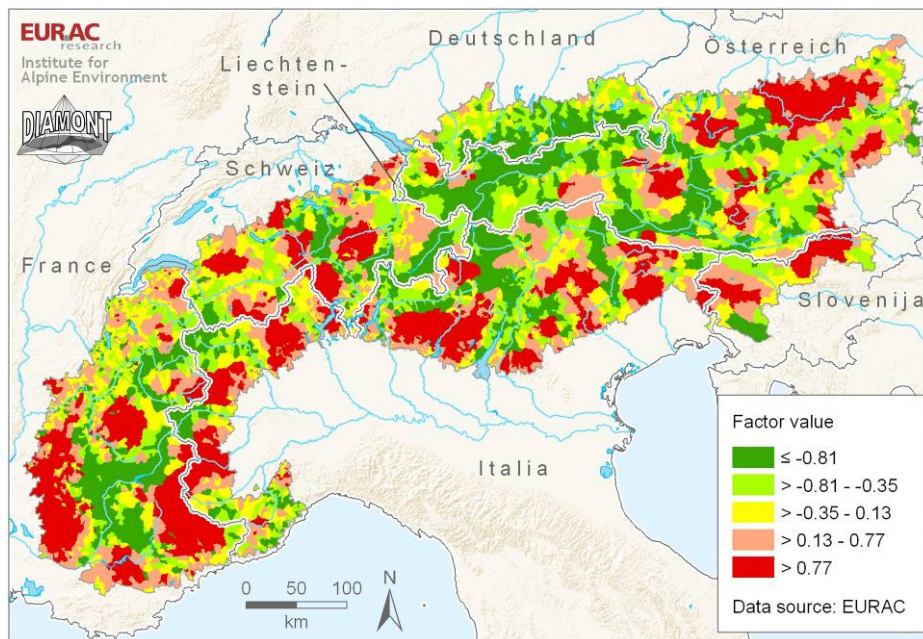 EURAC
research
Institute for
Alpine Environment
DIAMONT
Deutschland
Österreich
Liechten-
stein
Schweiz
France
Slovenija
Italia
Factor value
≤ -0.81
> -0.81 - -0.35
> -0.35 - 0.13
> 0.13 - 0.77
> 0.77
Data source: EURAC
0 50 100
km
N